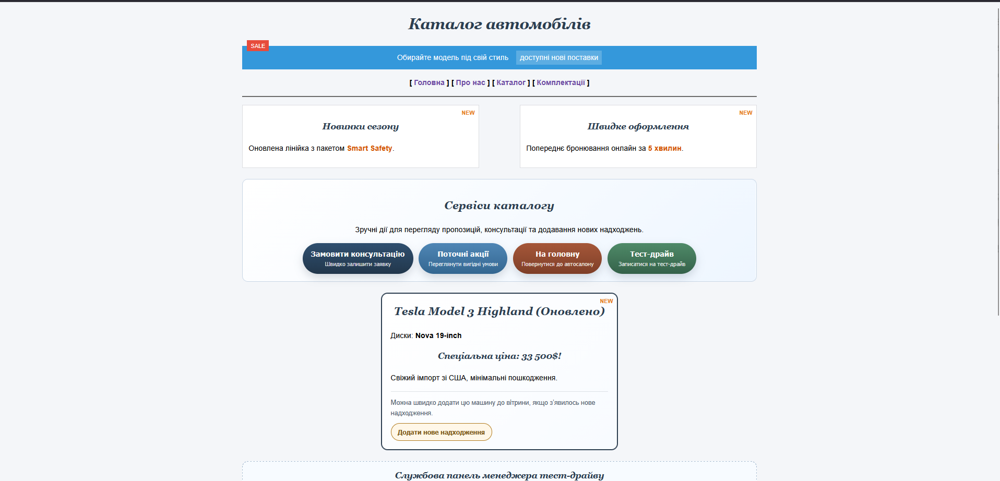 Каталог автомобілів
SALE
Обирайте модель під свій стиль доступні нові поставки
[ Головна ] [ Про нас ] [ Каталог ] [ Комплектації ]
NEW
Новинки сезону
Оновлена лінійка з пакетом Smart Safety.
NEW
Швидке оформлення
Попереднє бронювання онлайн за 5 хвилин.
Сервіси каталогу
Зручні дії для перегляду пропозицій, консультації та додавання нових надходжень.
Замовити консультацію
Швидко залишити заявку
Поточні акції
Переглянути вигідні умови
На головну
Повернутися до автосалону
Тест-драйв
Записатися на тест-драйв
NEW
Tesla Model 3 Highland (Оновлено)
Диски: Nova 19-inch
Спеціальна ціна: 33 500$!
Свіжий імпорт зі США, мінімальні пошкодження.
Можна швидко додати цю машину до вітрини, якщо з’явилось нове
надходження.
Додати нове надходження
Службова панель менеджера тест-драйву